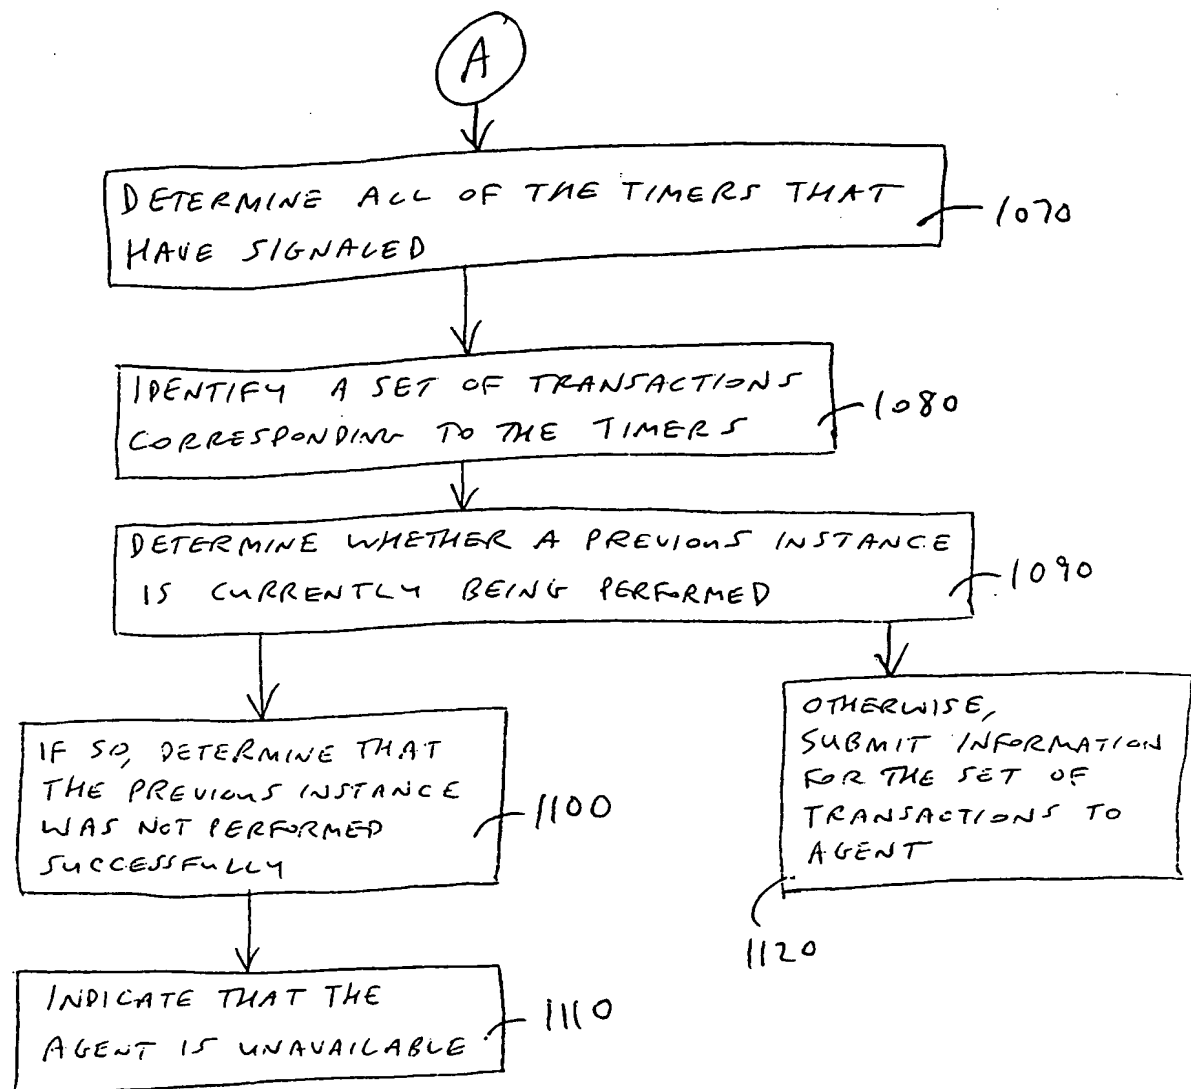 A
DETERMINE ALL OF THE TIMERS THAT
HAVE SIGNALED
1070
IDENTIFY A SET OF TRANSACTIONS
CORRESPONDING TO THE TIMERS
1080
DETERMINE WHETHER A PREVIOUS INSTANCE
IS CURRENTLY BEING PERFORMED
1090
IF SO, DETERMINE THAT
THE PREVIOUS INSTANCE
WAS NOT PERFORMED
SUCCESSFULLY
1100
OTHERWISE,
SUBMIT INFORMATION
FOR THE SET OF
TRANSACTIONS TO
AGENT
1120
INDICATE THAT THE
AGENT IS UNAVAILABLE
1110